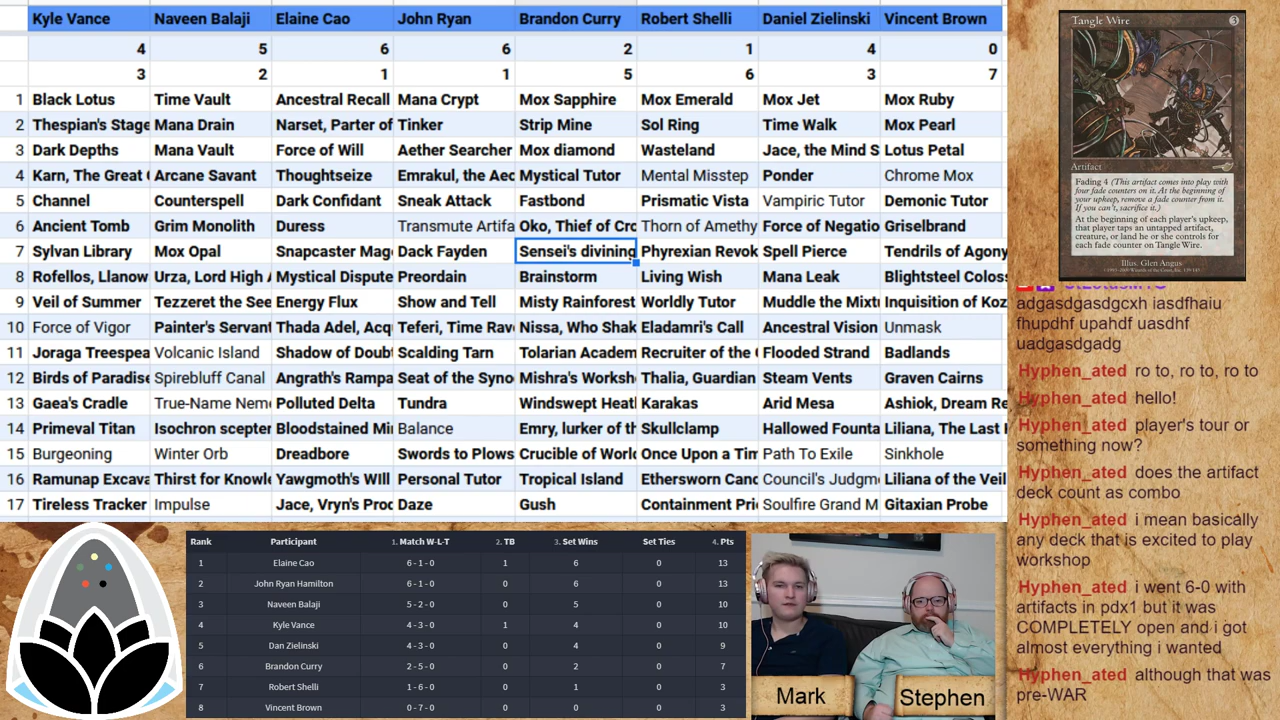 Kyle Vance Naveen Balaji Elaine Cao John Ryan Brandon Curry Robert Shelli Daniel Zielinski Vincent Brown
4 5 6 6 2 1 4 0
3 2 1 1 5 6 3 7
1 Black Lotus Time Vault Ancestral Recall Mana Crypt Mox Sapphire Mox Emerald Mox Jet Mox Ruby
2 Thespian's Stage Mana Drain Narset, Parter of Tinker Strip Mine Sol Ring Time Walk Mox Pearl
3 Dark Depths Mana Vault Force of Will Aether Searcher Mox diamond Wasteland Jace, the Mind S Lotus Petal
4 Karn, The Great Arcane Savant Thoughtseize Emrakul, the Aeo Mystical Tutor Mental Misstep Ponder Chrome Mox
5 Channel Counterspell Dark Confidant Sneak Attack Fastbond Prismatic Vista Vampiric Tutor Demonic Tutor
6 Ancient Tomb Grim Monolith Duress Transmute Artifa Oko, Thief of Cro Thorn of Amethy Force of Negatio Griselbrand
7 Sylvan Library Mox Opal Snapcaster Mag Dack Fayden Sensei's divining Phyrexian Revok Spell Pierce Tendrils of Agony
8 Rofellos, Llanow Urza, Lord High A Mystical Dispute Preordain Brainstorm Living Wish Mana Leak Blightsteel Colos
9 Veil of Summer Tezzeret the See Energy Flux Show and Tell Misty Rainforest Worldly Tutor Muddle the Mixtu Inquisition of Koz
10 Force of Vigor Painter's Servant Thada Adel, Acq Teferi, Time Rav Nissa, Who Shak Eladamri's Call Ancestral Vision Unmask
11 Joraga Treespea Volcanic Island Shadow of Doub Scalding Tarn Tolarian Academ Recruiter of the Flooded Strand Badlands
12 Birds of Paradise Spirebluff Canal Angrath's Rampa Seat of the Syno Mishra's Worksh Thalia, Guardian Steam Vents Graven Cairns
13 Gaea's Cradle True-Name Nem Polluted Delta Tundra Windswept Heat Karakas Arid Mesa Ashiok, Dream Re
14 Primeval Titan Isochron scepter Bloodstained Mi Balance Emry, lurker of th Skullclamp Hallowed Founta Liliana, The Last
15 Burgeoning Winter Orb Dreadbore Swords to Plows Crucible of Worl Once Upon a Tim Path To Exile Sinkhole
16 Ramunap Excava Thirst for Knowle Yawgmoth's WIll Personal Tutor Tropical Island Ethersworn Cano Council's Judgm Liliana of the Veil
17 Tireless Tracker Impulse Jace, Vryn's Prod Daze Gush Containment Pri Soulfire Grand M Gitaxian Probe
Rank Participant 1. Match W-L-T 2. TB 3. Set Wins Set Ties 4. Pts
1 Elaine Cao 6 - 1 - 0 1 6 0 13
2 John Ryan Hamilton 6 - 1 - 0 0 6 0 13
3 Naveen Balaji 5 - 2 - 0 0 5 0 10
4 Kyle Vance 4 - 3 - 0 1 4 0 10
5 Dan Zielinski 4 - 3 - 0 0 4 0 9
6 Brandon Curry 2 - 5 - 0 0 2 0 7
7 Robert Shelli 1 - 6 - 0 0 1 0 3
8 Vincent Brown 0 - 7 - 0 0 0 0 3
Mark
Stephen
Tangle Wire 3
Artifact
Fading 4 (This artifact comes into play with
four fade counters on it. At the beginning of
your upkeep, remove a fade counter from it.
If you can't, sacrifice it.)
At the beginning of each player's upkeep,
that player taps an untapped artifact,
creature, or land he or she controls for
each fade counter on Tangle Wire.
Illus. Glen Angus
adgasdgasdgcxh iasdfhaiu
fhupdhf upahdf uasdhf
uadgasdgadg
Hyphen_ated ro to, ro to, ro to
Hyphen_ated hello!
Hyphen_ated player's tour or
something now?
Hyphen_ated does the artifact
deck count as combo
Hyphen_ated i mean basically
any deck that is excited to play
workshop
Hyphen_ated i went 6-0 with
artifacts in pdx1 but it was
COMPLETELY open and i got
almost everything i wanted
Hyphen_ated although that was
pre-WAR